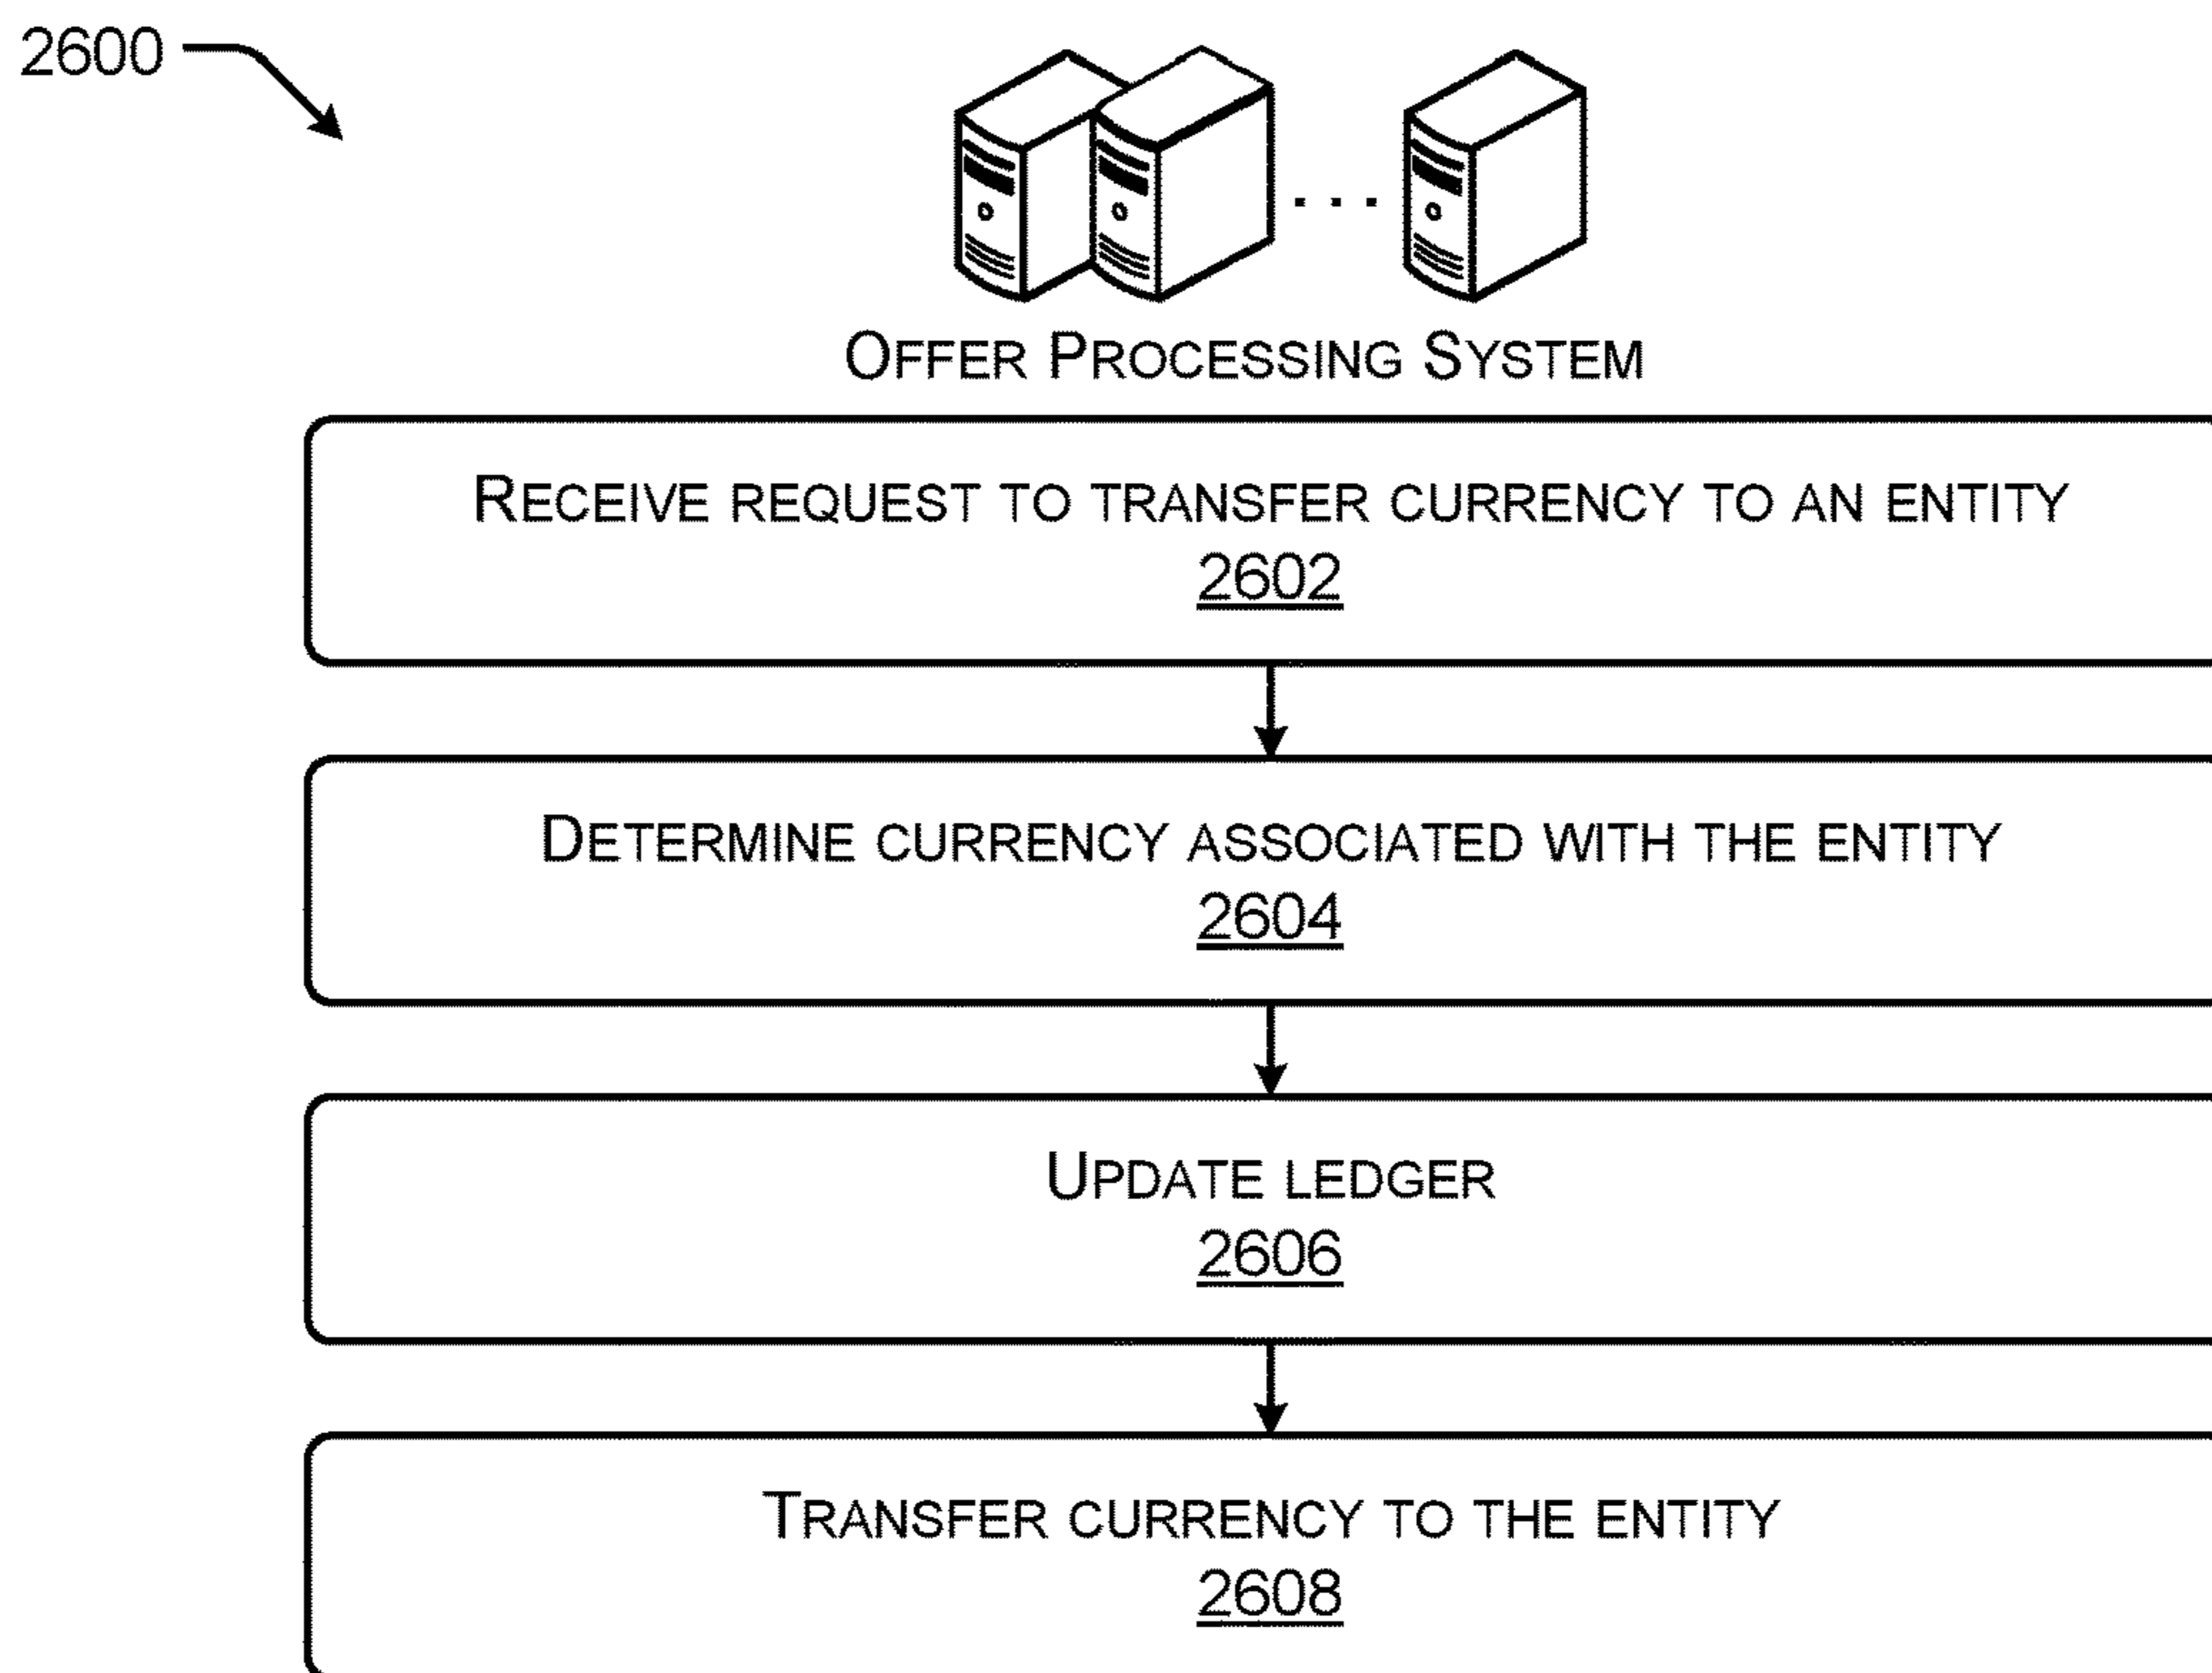 2600
OFFER PROCESSING SYSTEM
RECEIVE REQUEST TO TRANSFER CURRENCY TO AN ENTITY
2602
DETERMINE CURRENCY ASSOCIATED WITH THE ENTITY
2604
UPDATE LEDGER
2606
TRANSFER CURRENCY TO THE ENTITY
2608